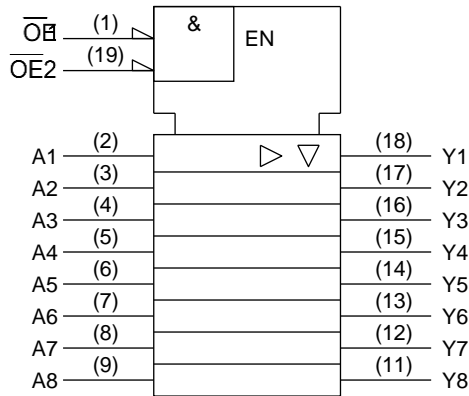 OE1 (1) & EN
OE2 (19)
A1 (2) (18) Y1
A2 (3) (17) Y2
A3 (4) (16) Y3
A4 (5) (15) Y4
A5 (6) (14) Y5
A6 (7) (13) Y6
A7 (8) (12) Y7
A8 (9) (11) Y8